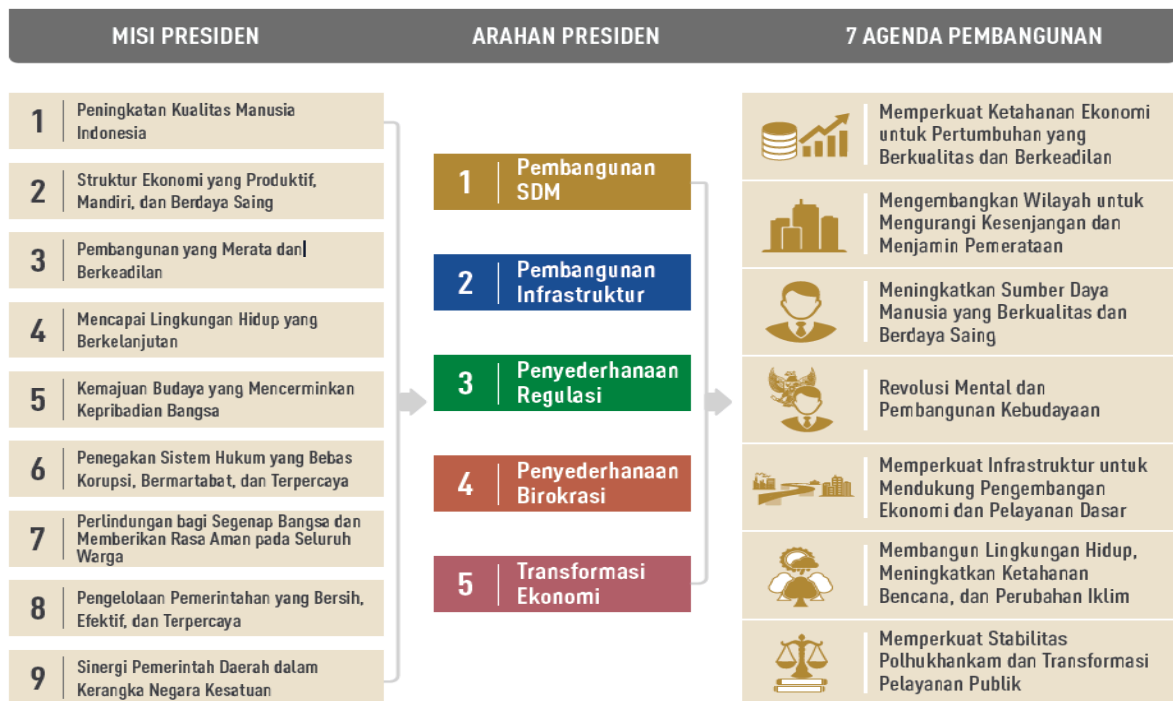 MISI PRESIDEN
ARAHAN PRESIDEN
7 AGENDA PEMBANGUNAN
1
Peningkatan Kualitas Manusia
Indonesia
2
Struktur Ekonomi yang Produktif,
Mandiri, dan Berdaya Saing
3
Pembangunan yang Merata dan
Berkeadilan
4
Mencapai Lingkungan Hidup yang
Berkelanjutan
5
Kemajuan Budaya yang Mencerminkan
Kepribadian Bangsa
6
Penegakan Sistem Hukum yang Bebas
Korupsi, Bermartabat, dan Terpercaya
7
Perlindungan bagi Segenap Bangsa dan
Memberikan Rasa Aman pada Seluruh
Warga
8
Pengelolaan Pemerintahan yang Bersih,
Efektif, dan Terpercaya
9
Sinergi Pemerintah Daerah dalam
Kerangka Negara Kesatuan
1
Pembangunan
SDM
2
Pembangunan
Infrastruktur
3
Penyederhanaan
Regulasi
4
Penyederhanaan
Birokrasi
5
Transformasi
Ekonomi
Memperkuat Ketahanan Ekonomi
untuk Pertumbuhan yang
Berkualitas dan Berkeadilan
Mengembangkan Wilayah untuk
Mengurangi Kesenjangan dan
Menjamin Pemerataan
Meningkatkan Sumber Daya
Manusia yang Berkualitas dan
Berdaya Saing
Revolusi Mental dan
Pembangunan Kebudayaan
Memperkuat Infrastruktur untuk
Mendukung Pengembangan
Ekonomi dan Pelayanan Dasar
Membangun Lingkungan Hidup,
Meningkatkan Ketahanan
Bencana, dan Perubahan Iklim
Memperkuat Stabilitas
Polhukhankam dan Transformasi
Pelayanan Publik